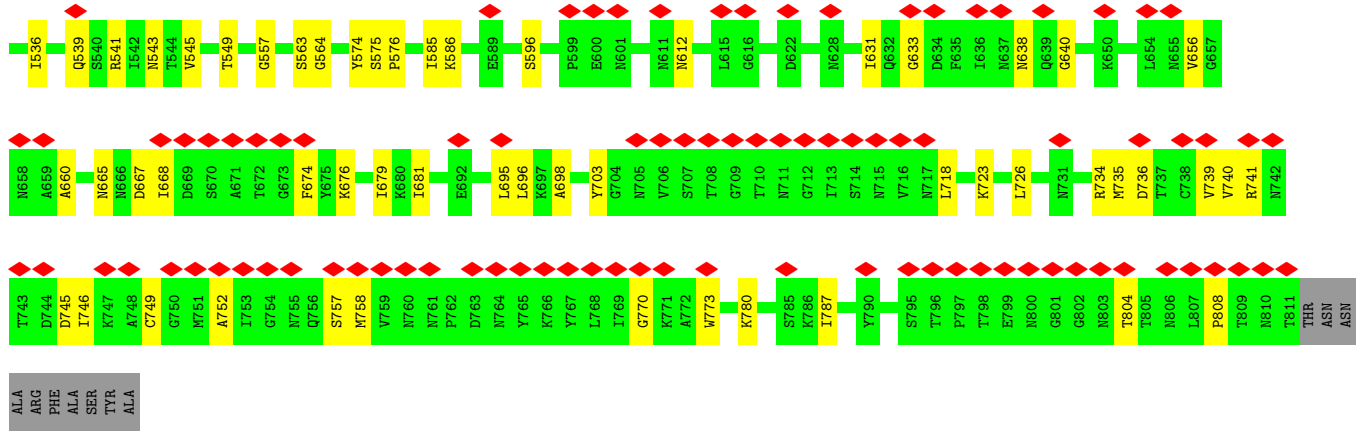 I536 Q539 S540 R541 I542 N543 T544 V545 T549 G557 S563 G564 Y574 S575 P576 I585 K586 E589 S596 P599 E600 N601 N611 N612 L615 G616 D622 N628 I631 Q632 G633 D634 F635 I636 N637 N638 Q639 G640 K650 L654 N655 V656 G657
N658 A659 A660 N665 N666 D667 I668 D669 S670 A671 T672 G673 F674 Y675 K676 I679 K680 I681 E692 L695 L696 K697 A698 Y703 G704 N705 V706 S707 T708 G709 T710 N711 G712 I713 S714 N715 V716 N717 L718 K723 L726 N731 R734 M735 D736 T737 C738 V739 V740 R741 N742
T743 D744 D745 I746 K747 A748 C749 G750 M751 A752 I753 G754 N755 Q756 S757 M758 V759 N760 N761 P762 D763 N764 Y765 K766 Y767 L768 I769 G770 K771 A772 W773 K780 S785 K786 I787 Y790 S795 T796 P797 T798 E799 N800 G801 G802 N803 T804 T805 N806 L807 P808 T809 N810 T811 THR ASN ASN
ALA ARG PHE ALA SER TYR ALA